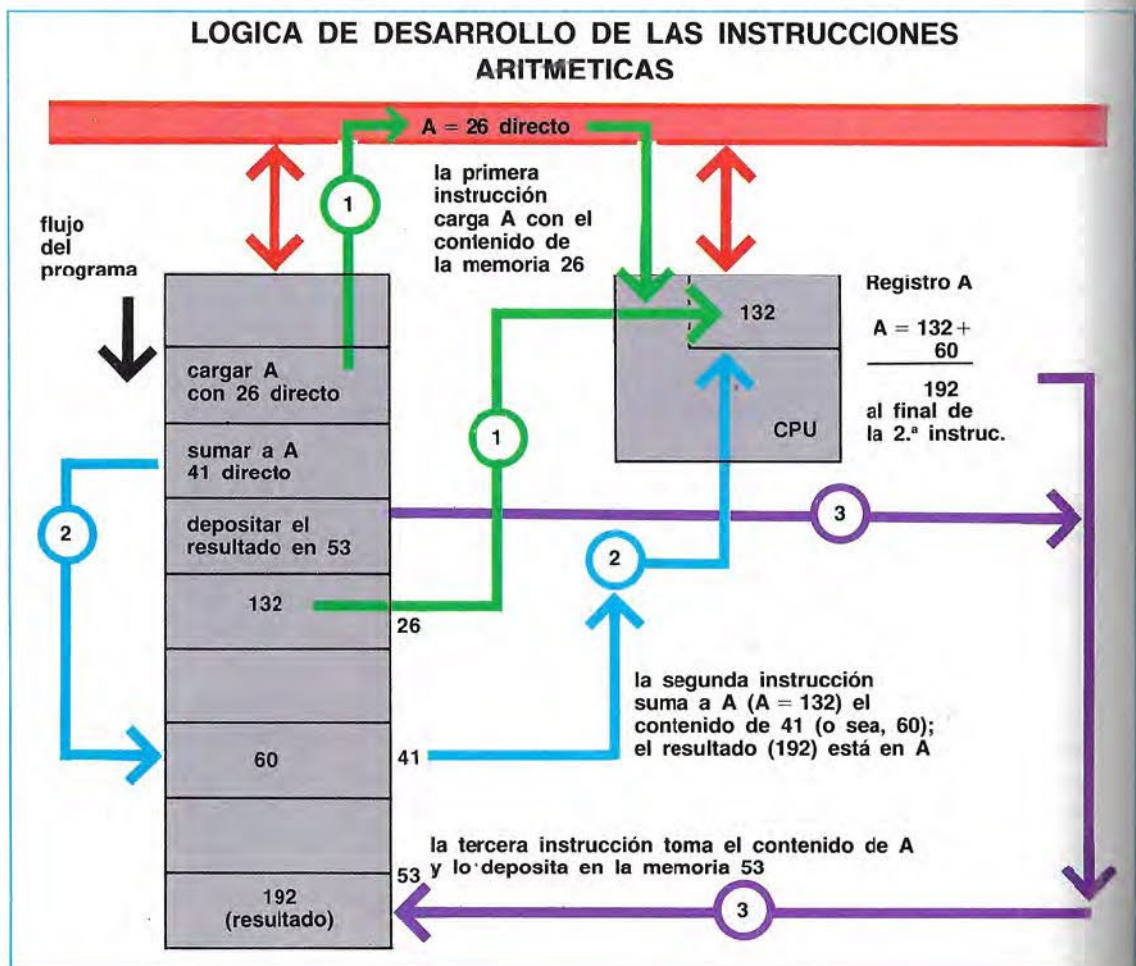 LOGICA DE DESARROLLO DE LAS INSTRUCCIONES
ARITMETICAS
A = 26 directo
1
la primera
instrucción
carga A con el
contenido de
la memoria 26
flujo
del
programa
132
Registro A
A = 132 +
60
192
al final de
la 2.ª instruc.
CPU
cargar A
con 26 directo
1
sumar a A
41 directo
2
depositar el
resultado en 53
3
2
132
26
la segunda instrucción
suma a A (A = 132) el
contenido de 41 (o sea, 60);
el resultado (192) está en A
60
41
la tercera instrucción toma el contenido de A
y lo deposita en la memoria 53
53
192
(resultado)
3